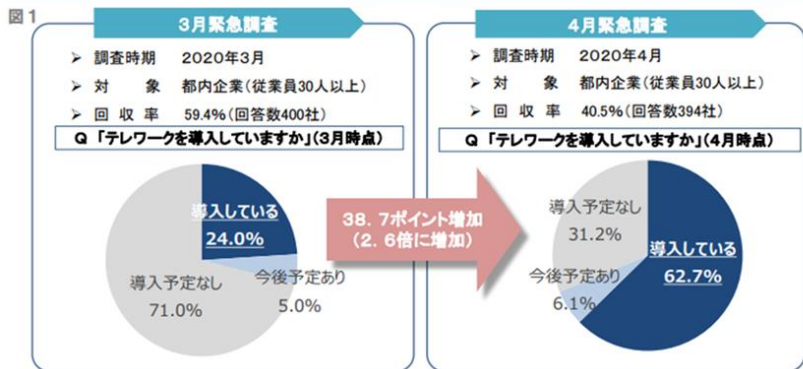 図1
3月緊急調査
➢ 調査時期 2020年3月
➢ 対 象 都内企業(従業員30人以上)
➢ 回 収 率 59.4%(回答数400社)
Q 「テレワークを導入していますか」(3月時点)
導入している
24.0%
今後予定あり
5.0%
導入予定なし
71.0%
38.7ポイント増加
(2.6倍に増加)
4月緊急調査
➢ 調査時期 2020年4月
➢ 対 象 都内企業(従業員30人以上)
➢ 回 収 率 40.5%(回答数394社)
Q 「テレワークを導入していますか」(4月時点)
導入予定なし
31.2%
導入している
62.7%
今後予定あり
6.1%